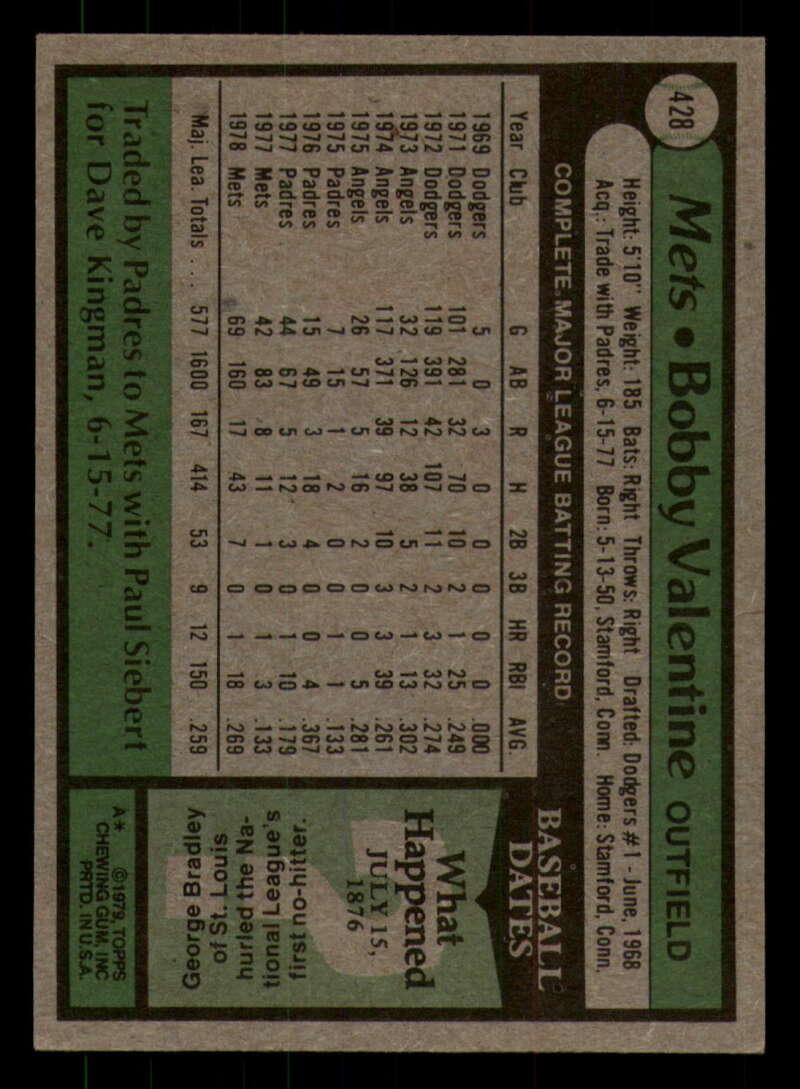 428
Mets • Bobby Valentine OUTFIELD
Height: 5'10" Weight: 185 Bats: Right Throws: Right Drafted: Dodgers #1 - June, 1968
Acq.: Trade with Padres, 6-15-77 Born: 5-13-50, Stamford, Conn. Home: Stamford, Conn.
COMPLETE MAJOR LEAGUE BATTING RECORD
Year Club G AB R H 2B 3B HR RBI AVG.
1969 Dodgers 5 0 3 0 0 0 0 0 .000
1971 Dodgers 101 281 32 70 10 2 1 25 .249
1972 Dodgers 119 391 42 107 11 2 3 32 .274
1973 Angels 32 126 12 38 5 2 1 13 .302
1974 Angels 117 371 39 97 10 3 3 39 .261
1975 Angels 26 57 5 16 2 0 0 5 .281
1975 Padres 7 15 1 2 0 0 1 1 .133
1976 Padres 15 49 3 18 4 0 0 4 .367
1977 Padres 44 67 5 12 3 0 1 10 .179
1977 Mets 42 83 8 11 1 0 1 3 .133
1978 Mets 69 160 17 43 7 0 1 18 .269
Maj. Lea. Totals . . . 577 1600 167 414 53 9 12 150 .259
Traded by Padres to Mets with Paul Siebert
for Dave Kingman, 6-15-77.
BASEBALL
DATES
What
Happened
JULY 15,
1876
George Bradley
of St. Louis
hurled the Na-
tional League's
first no-hitter.
A* ©1979, TOPPS
CHEWING GUM, INC
PRTD. IN U.S.A.